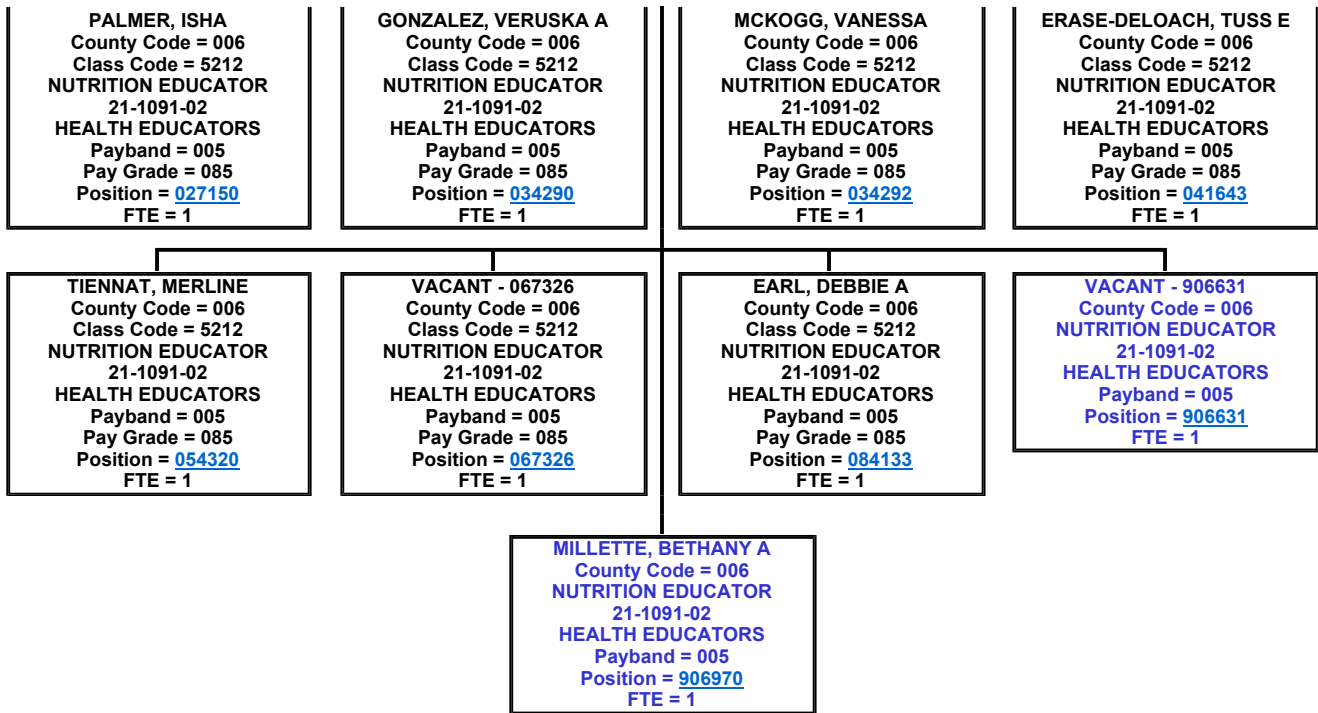 PALMER, ISHA
County Code = 006
Class Code = 5212
NUTRITION EDUCATOR
21-1091-02
HEALTH EDUCATORS
Payband = 005
Pay Grade = 085
Position = 027150
FTE = 1
GONZALEZ, VERUSKA A
County Code = 006
Class Code = 5212
NUTRITION EDUCATOR
21-1091-02
HEALTH EDUCATORS
Payband = 005
Pay Grade = 085
Position = 034290
FTE = 1
MCKOGG, VANESSA
County Code = 006
Class Code = 5212
NUTRITION EDUCATOR
21-1091-02
HEALTH EDUCATORS
Payband = 005
Pay Grade = 085
Position = 034292
FTE = 1
ERASE-DELOACH, TUSS E
County Code = 006
Class Code = 5212
NUTRITION EDUCATOR
21-1091-02
HEALTH EDUCATORS
Payband = 005
Pay Grade = 085
Position = 041643
FTE = 1
TIENNAT, MERLINE
County Code = 006
Class Code = 5212
NUTRITION EDUCATOR
21-1091-02
HEALTH EDUCATORS
Payband = 005
Pay Grade = 085
Position = 054320
FTE = 1
VACANT - 067326
County Code = 006
Class Code = 5212
NUTRITION EDUCATOR
21-1091-02
HEALTH EDUCATORS
Payband = 005
Pay Grade = 085
Position = 067326
FTE = 1
EARL, DEBBIE A
County Code = 006
Class Code = 5212
NUTRITION EDUCATOR
21-1091-02
HEALTH EDUCATORS
Payband = 005
Pay Grade = 085
Position = 084133
FTE = 1
VACANT - 906631
County Code = 006
NUTRITION EDUCATOR
21-1091-02
HEALTH EDUCATORS
Payband = 005
Position = 906631
FTE = 1
MILLETTE, BETHANY A
County Code = 006
NUTRITION EDUCATOR
21-1091-02
HEALTH EDUCATORS
Payband = 005
Position = 906970
FTE = 1